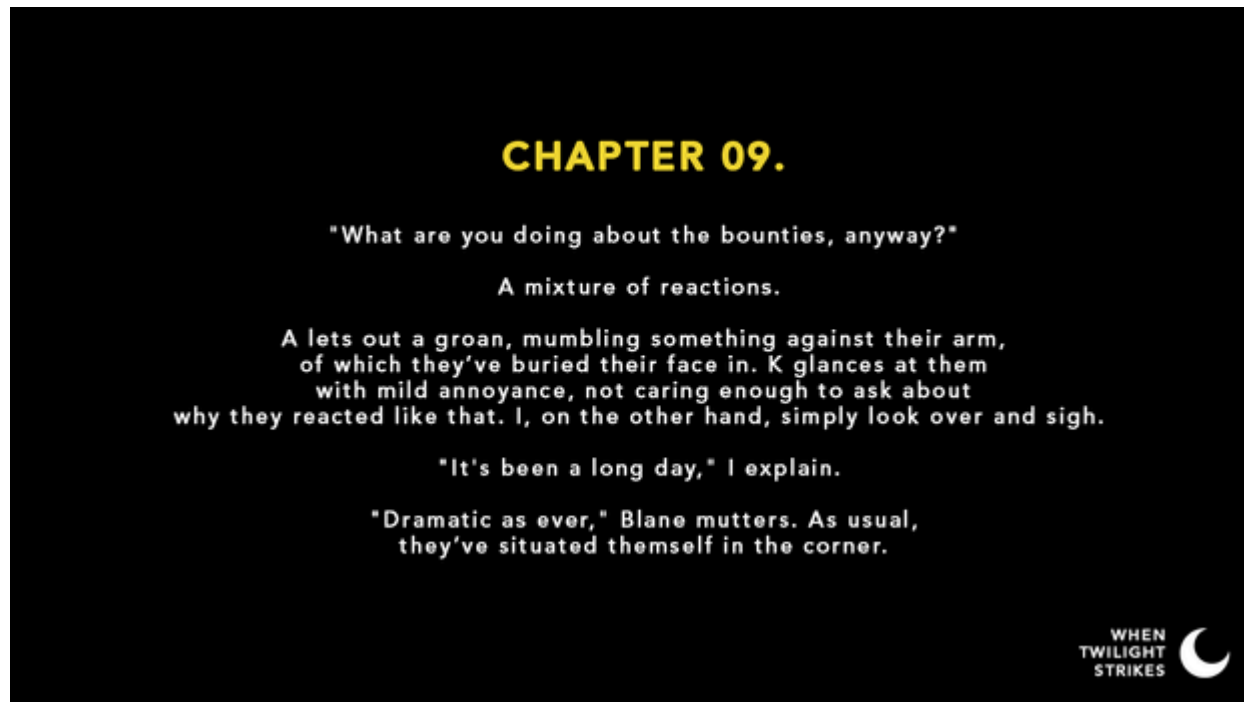 CHAPTER 09.
"What are you doing about the bounties, anyway?"
A mixture of reactions.
A lets out a groan, mumbling something against their arm,
of which they’ve buried their face in. K glances at them
with mild annoyance, not caring enough to ask about
why they reacted like that. I, on the other hand, simply look over and sigh.
"It's been a long day," I explain.
"Dramatic as ever," Blane mutters. As usual,
they’ve situated themself in the corner.
WHEN
TWILIGHT
STRIKES